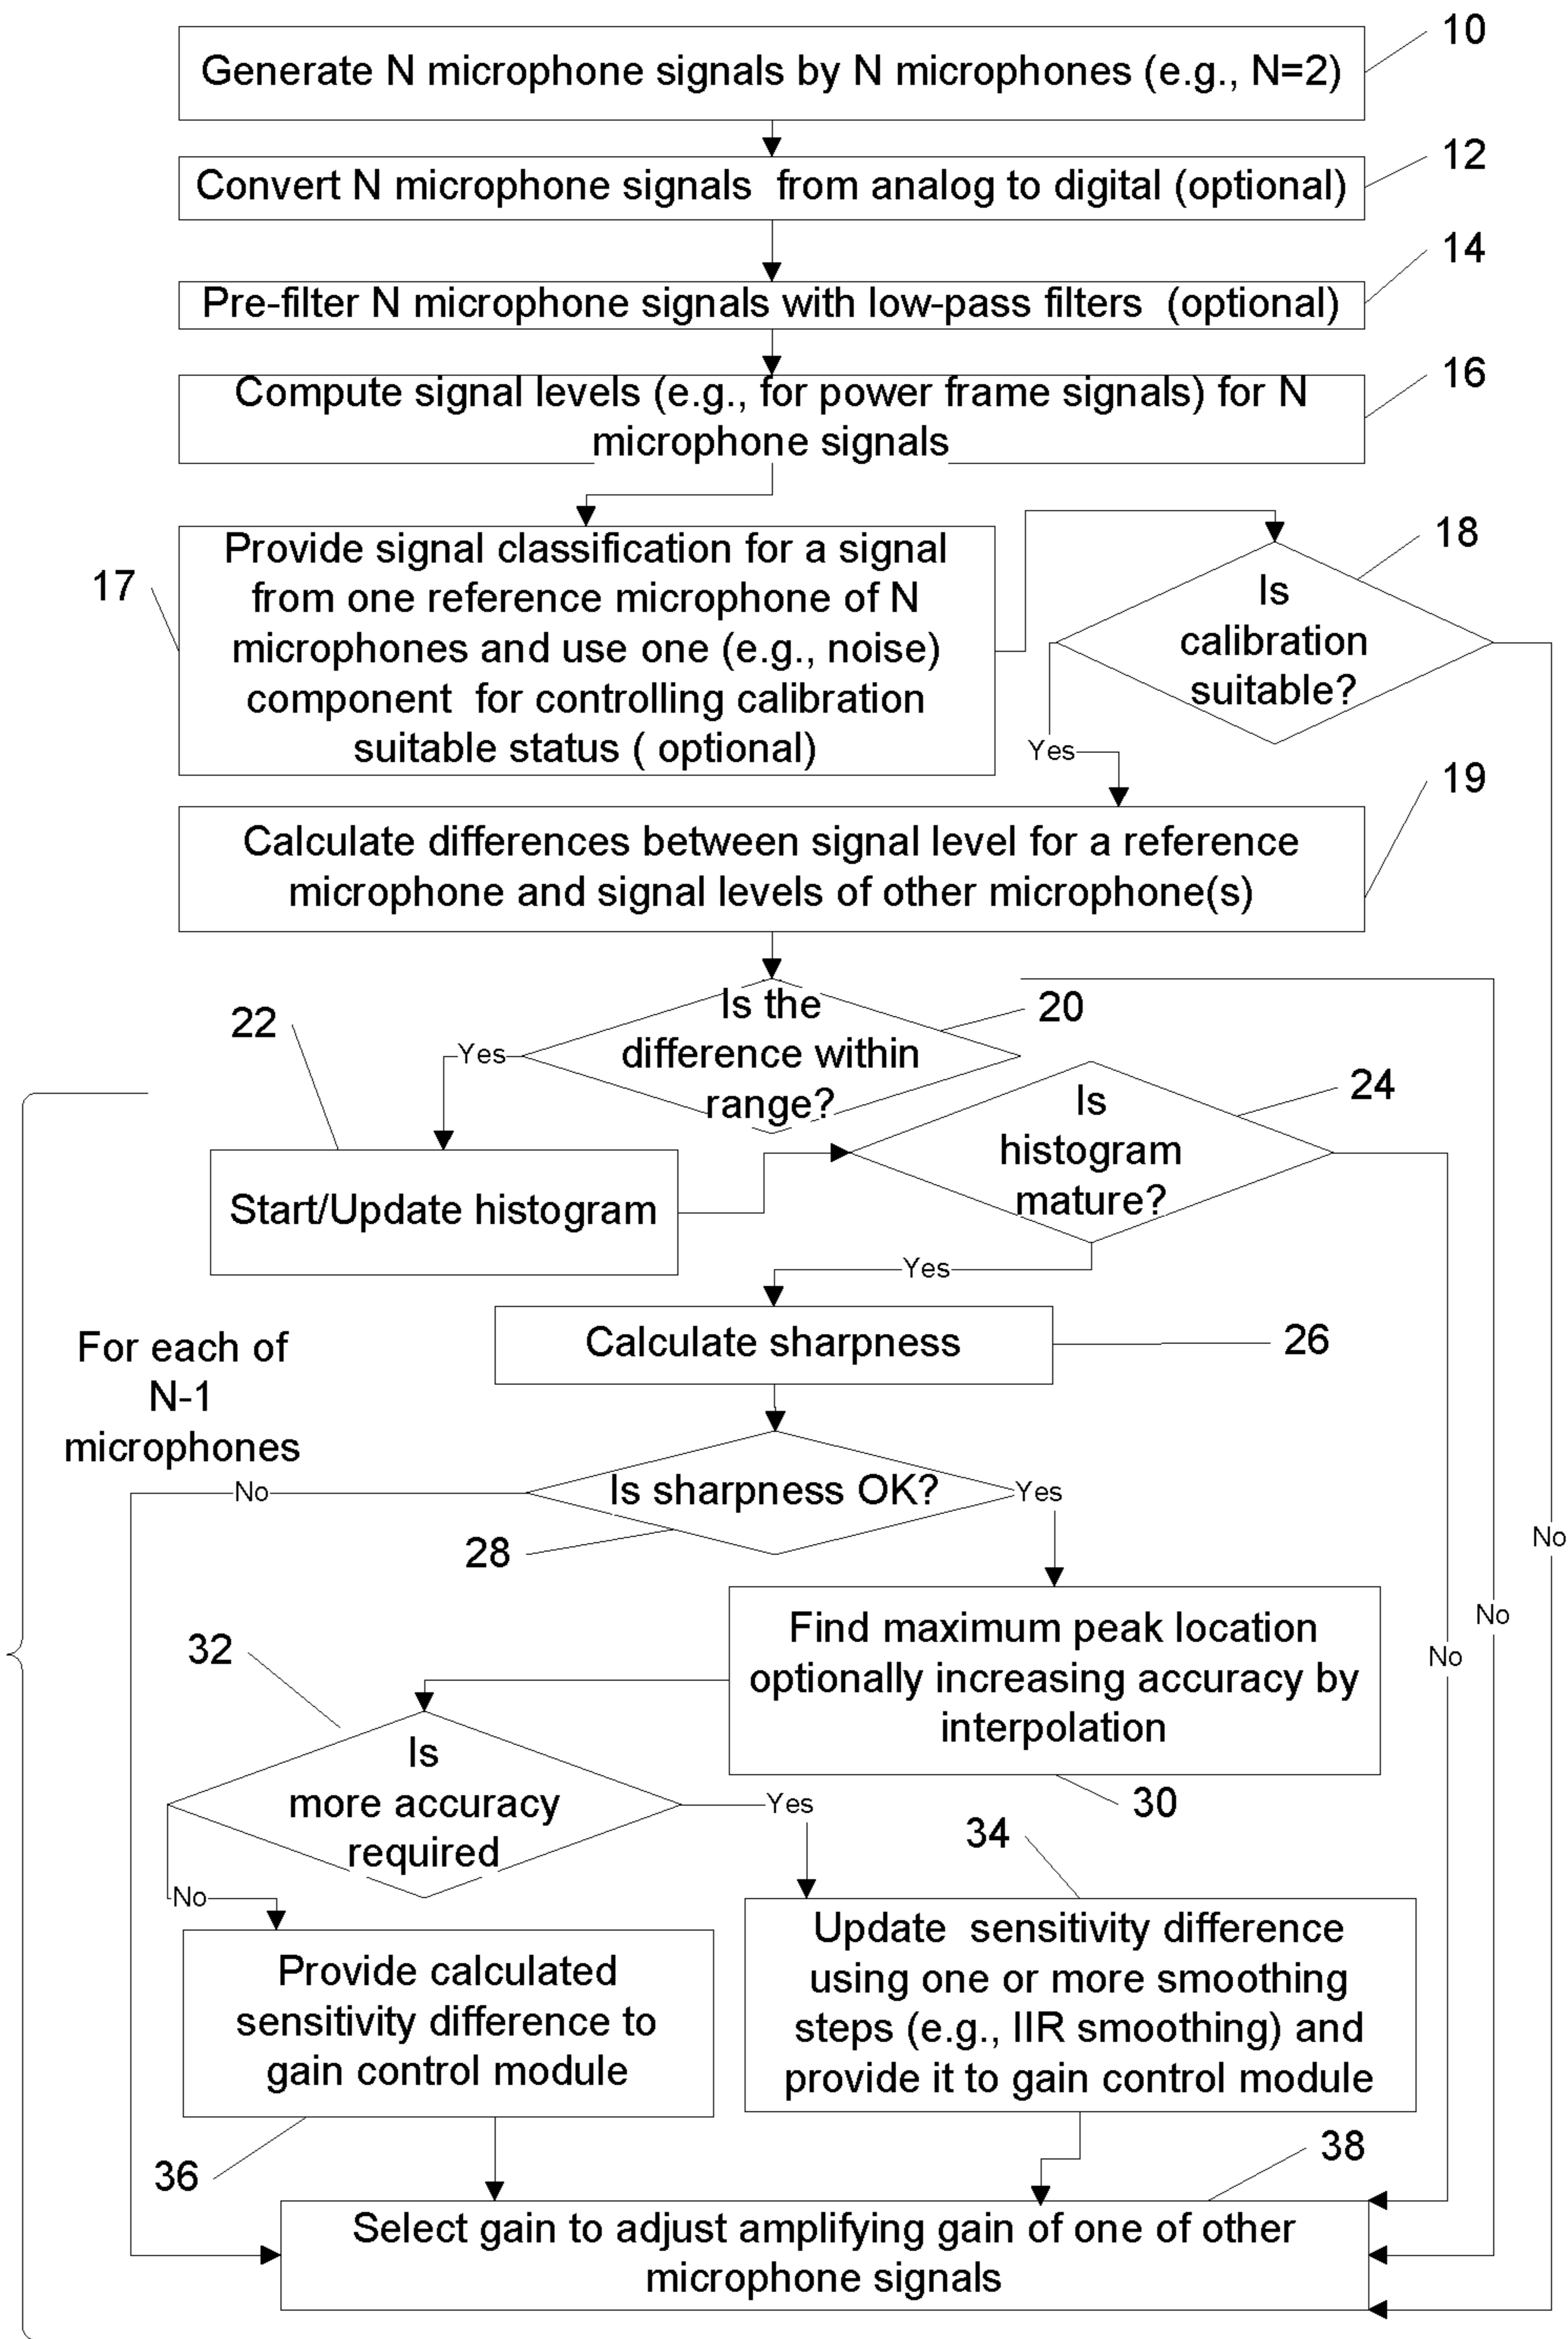 10
Generate N microphone signals by N microphones (e.g., N=2)
12
Convert N microphone signals from analog to digital (optional)
14
Pre-filter N microphone signals with low-pass filters (optional)
16
Compute signal levels (e.g., for power frame signals) for N
microphone signals
17
Provide signal classification for a signal
from one reference microphone of N
microphones and use one (e.g., noise)
component for controlling calibration
suitable status ( optional)
18
Is
calibration
suitable?
Yes
19
Calculate differences between signal level for a reference
microphone and signal levels of other microphone(s)
20
Is the
difference within
range?
22
Yes
24
Is
histogram
mature?
Start/Update histogram
Yes
Calculate sharpness
26
For each of
N-1
microphones
No
Is sharpness OK?
Yes
28
No
No
No
Find maximum peak location
optionally increasing accuracy by
interpolation
30
32
Is
more accuracy
required
Yes
No
34
Update sensitivity difference
using one or more smoothing
steps (e.g., IIR smoothing) and
provide it to gain control module
Provide calculated
sensitivity difference to
gain control module
36
38
Select gain to adjust amplifying gain of one of other
microphone signals